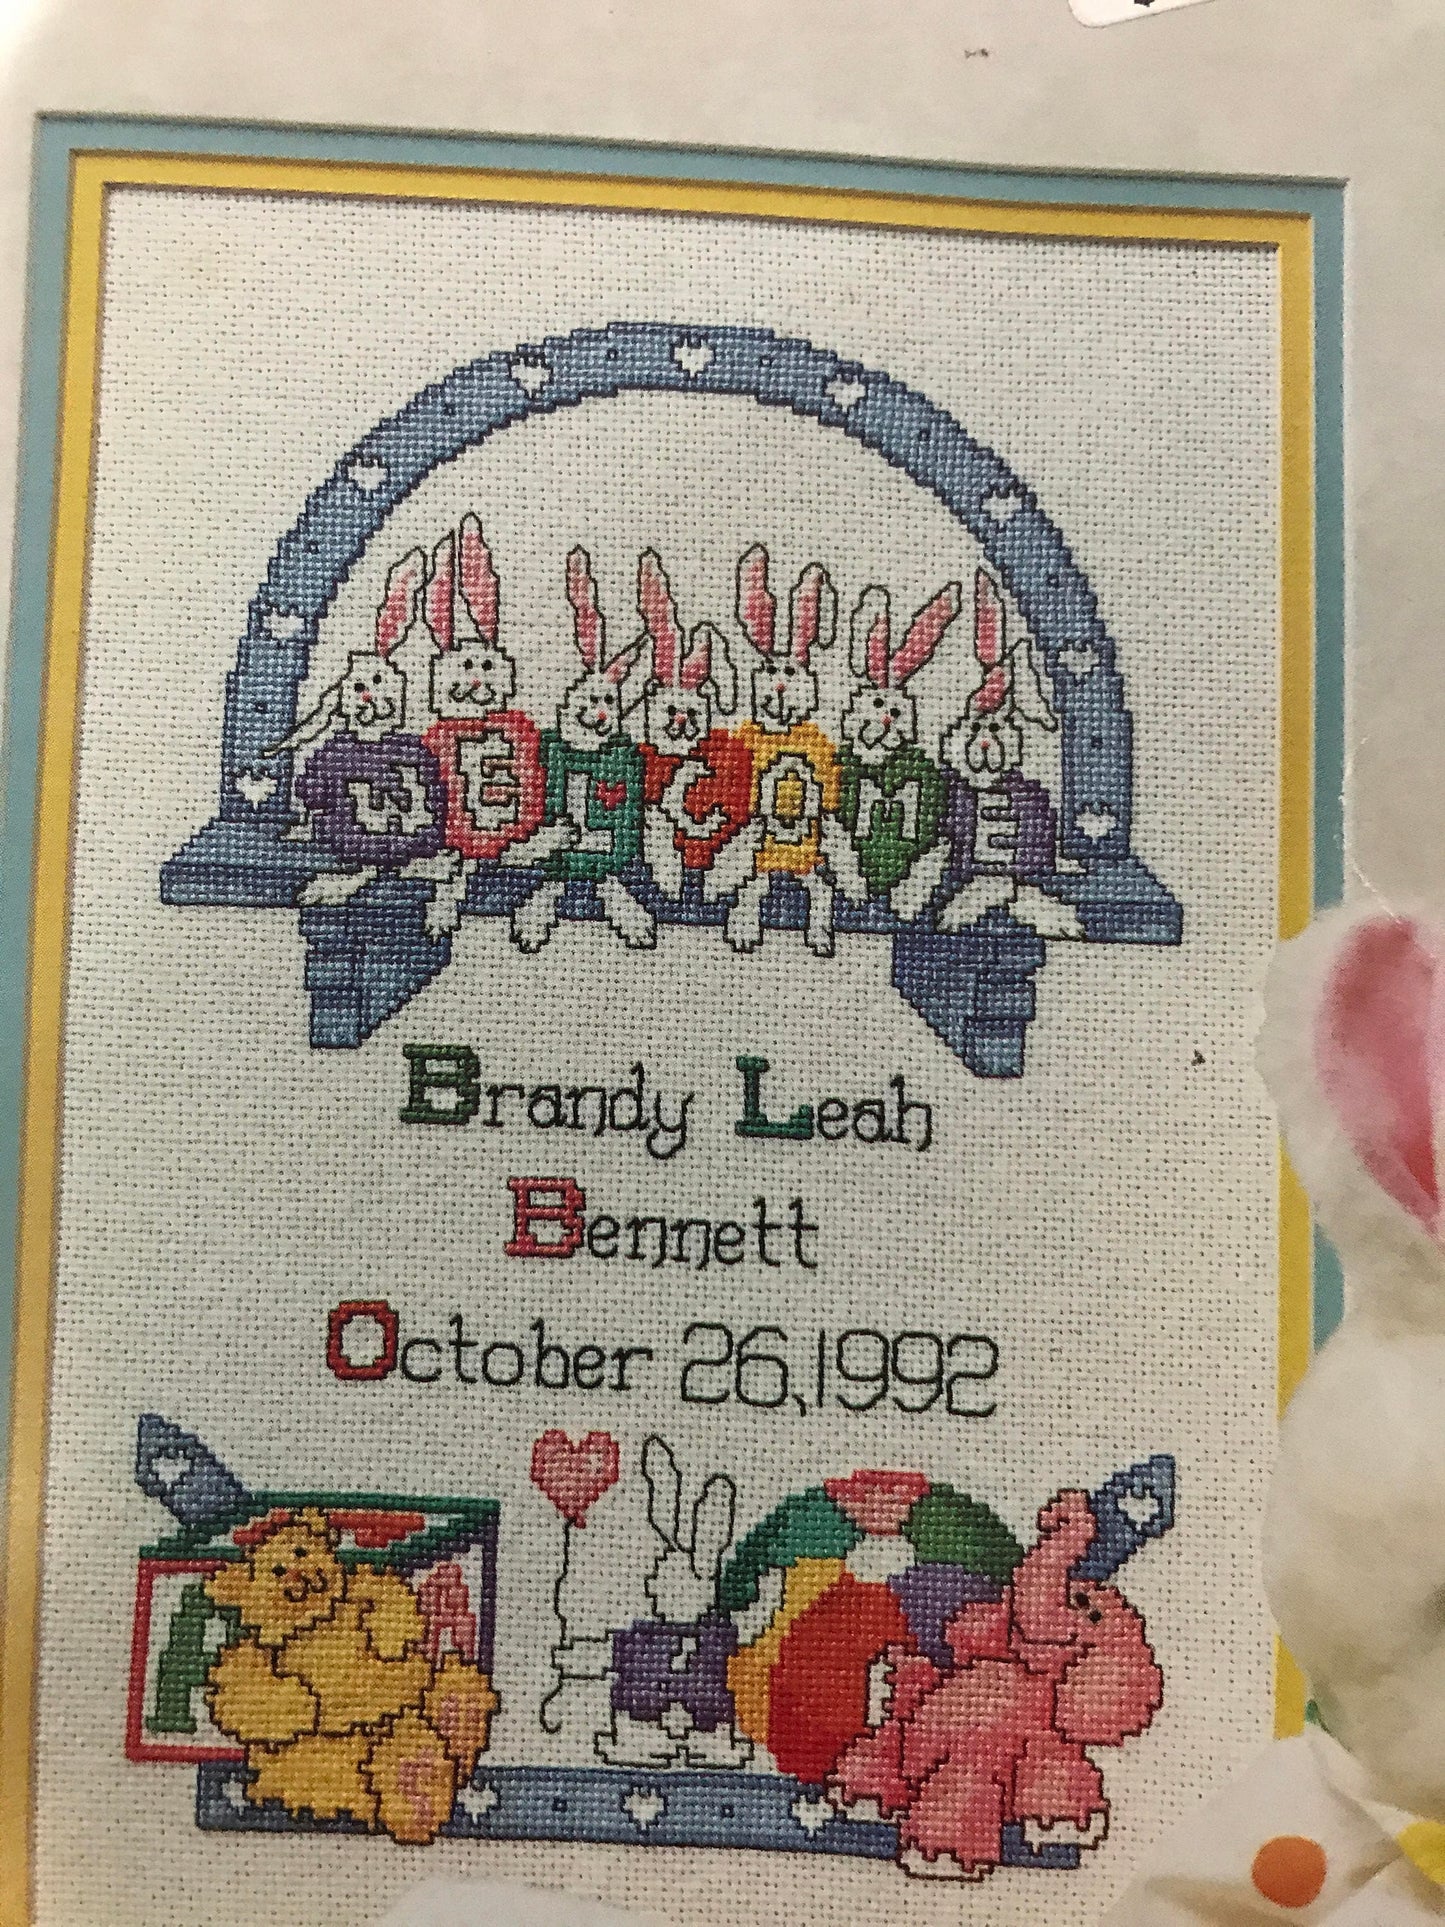 WELCOME
Brandy Leah
Bennett
October 26, 1992
A